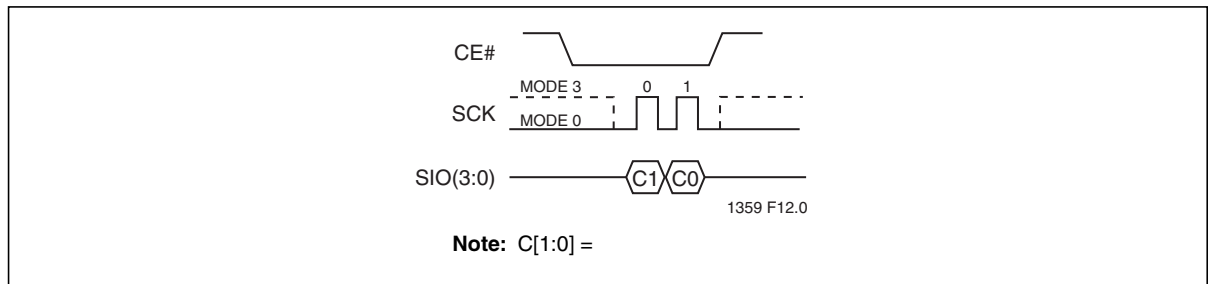 CE#
MODE 3 0 1
SCK
MODE 0
SIO(3:0) C1 C0
1359 F12.0
Note: C[1:0] =